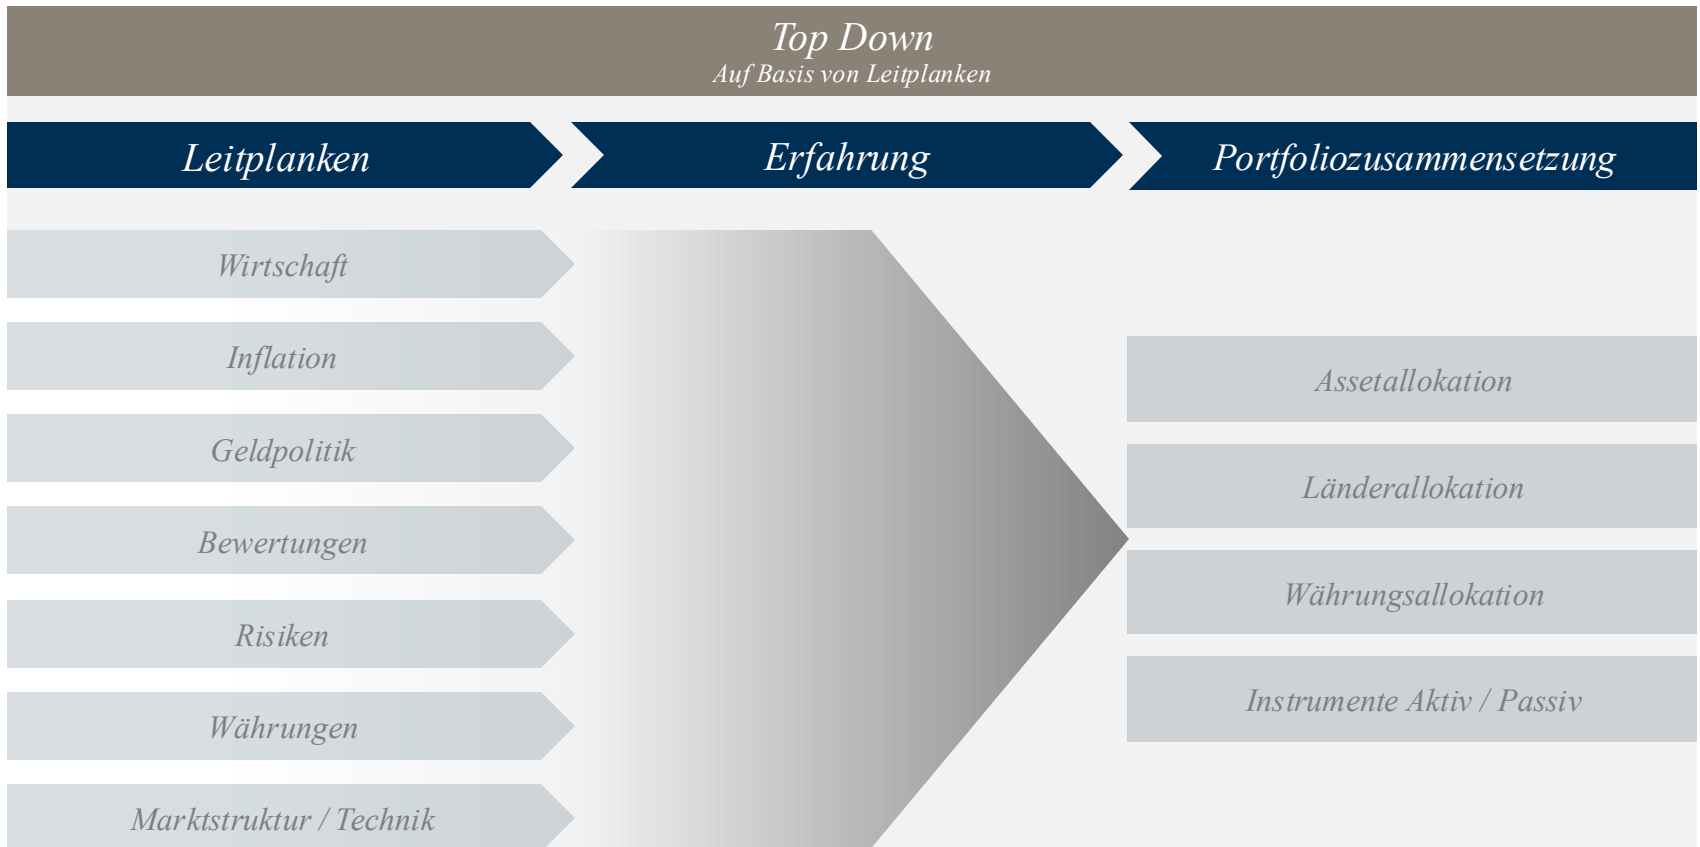 Top Down
Auf Basis von Leitplanken
Leitplanken
Erfahrung
Portfoliozusammensetzung
Wirtschaft
Inflation
Geldpolitik
Bewertungen
Risiken
Währungen
Marktstruktur / Technik
Assetallokation
Länderallokation
Währungsallokation
Instrumente Aktiv / Passiv